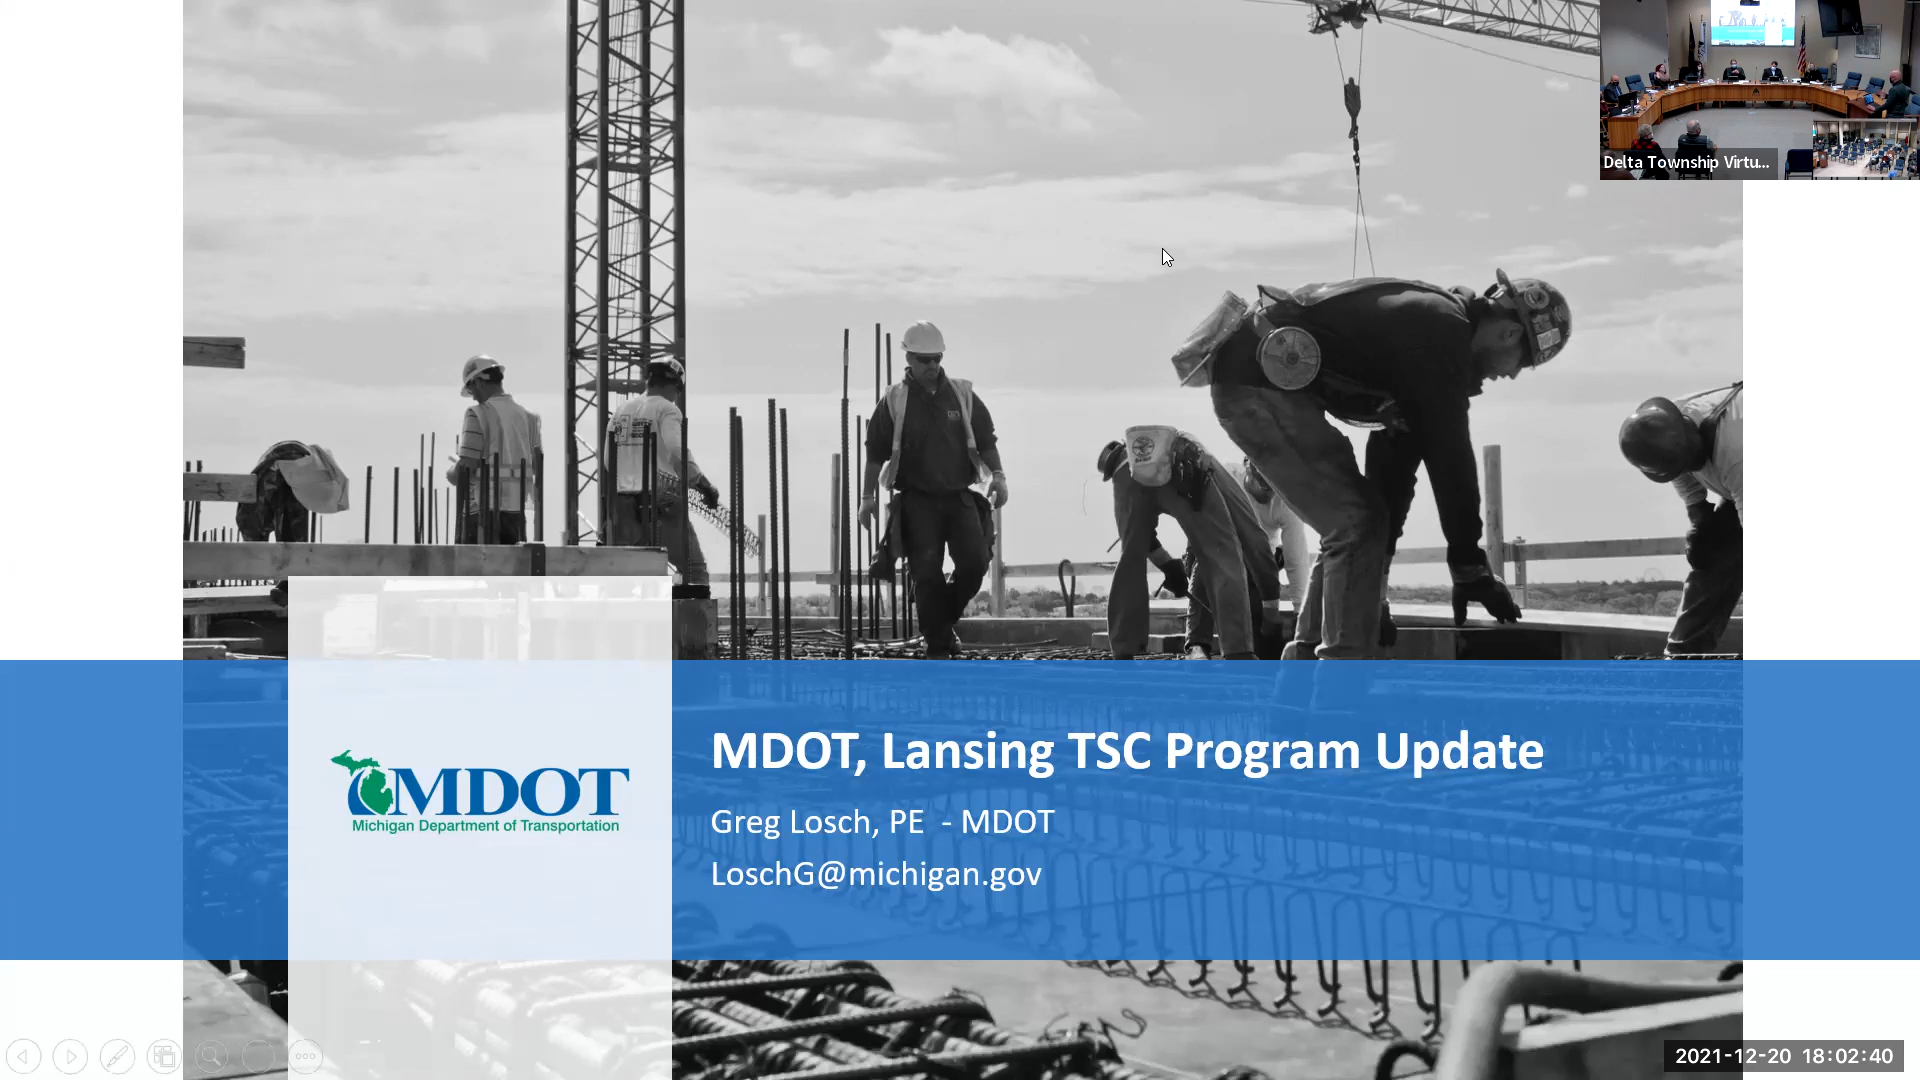 Delta Township Virtu...
MDOT
Michigan Department of Transportation
MDOT, Lansing TSC Program Update
Greg Losch, PE - MDOT
LoschG@michigan.gov
2021-12-20 18:02:40